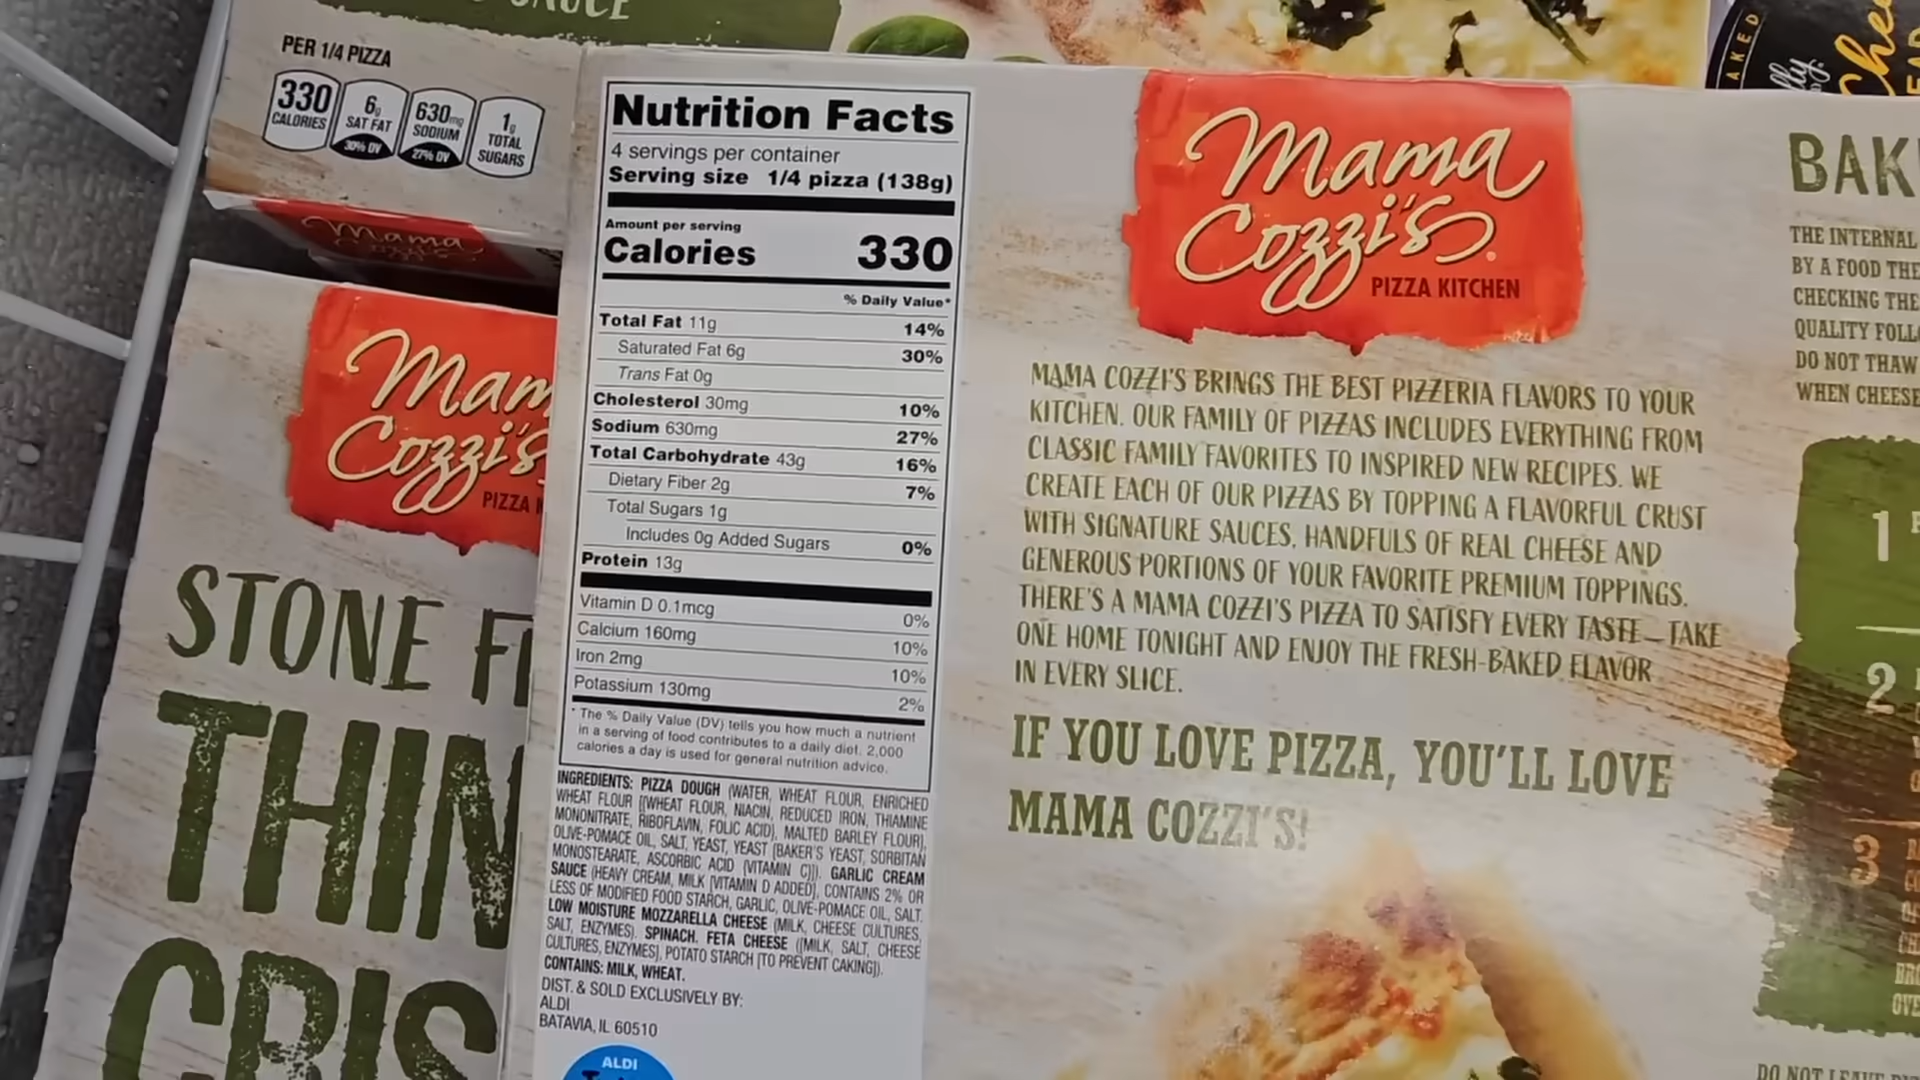 SAUCE
PER 1/4 PIZZA
330
CALORIES
6g
SAT FAT
30% DV
630mg
SODIUM
27% DV
1g
TOTAL
SUGARS
Mama
Cozzi's
Mama
Cozzi's
PIZZA
STONE
THIN
CRIS
Nutrition Facts
4 servings per container
Serving size 1/4 pizza (138g)
Amount per serving
Calories 330
% Daily Value*
Total Fat 11g 14%
Saturated Fat 6g 30%
Trans Fat 0g
Cholesterol 30mg 10%
Sodium 630mg 27%
Total Carbohydrate 43g 16%
Dietary Fiber 2g 7%
Total Sugars 1g
Includes 0g Added Sugars 0%
Protein 13g
Vitamin D 0.1mcg 0%
Calcium 160mg 10%
Iron 2mg 10%
Potassium 130mg 2%
* The % Daily Value (DV) tells you how much a nutrient
in a serving of food contributes to a daily diet. 2,000
calories a day is used for general nutrition advice.
INGREDIENTS: PIZZA DOUGH (WATER, WHEAT FLOUR, ENRICHED
WHEAT FLOUR [[WHEAT FLOUR, NIACIN, REDUCED IRON, THIAMINE
MONONITRATE, RIBOFLAVIN, FOLIC ACID], MALTED BARLEY FLOUR],
OLIVE-POMACE OIL, SALT, YEAST, YEAST [BAKER'S YEAST, SORBITAN
MONOSTEARATE, ASCORBIC ACID (VITAMIN C)]). GARLIC CREAM
SAUCE (HEAVY CREAM, MILK [VITAMIN D ADDED], CONTAINS 2% OR
LESS OF MODIFIED FOOD STARCH, GARLIC, OLIVE-POMACE OIL, SALT.
LOW MOISTURE MOZZARELLA CHEESE (MILK, CHEESE CULTURES,
SALT, ENZYMES). SPINACH. FETA CHEESE ([MILK, SALT, CHEESE
CULTURES, ENZYMES], POTATO STARCH [TO PREVENT CAKING]).
CONTAINS: MILK, WHEAT.
DIST. & SOLD EXCLUSIVELY BY:
ALDI
BATAVIA, IL 60510
ALDI
Mama
Cozzi's®
PIZZA KITCHEN
MAMA COZZI'S BRINGS THE BEST PIZZERIA FLAVORS TO YOUR
KITCHEN. OUR FAMILY OF PIZZAS INCLUDES EVERYTHING FROM
CLASSIC FAMILY FAVORITES TO INSPIRED NEW RECIPES. WE
CREATE EACH OF OUR PIZZAS BY TOPPING A FLAVORFUL CRUST
WITH SIGNATURE SAUCES, HANDFULS OF REAL CHEESE AND
GENEROUS PORTIONS OF YOUR FAVORITE PREMIUM TOPPINGS.
THERE'S A MAMA COZZI'S PIZZA TO SATISFY EVERY TASTE—TAKE
ONE HOME TONIGHT AND ENJOY THE FRESH-BAKED FLAVOR
IN EVERY SLICE.
IF YOU LOVE PIZZA, YOU'LL LOVE
MAMA COZZI'S!
AKED
Chee
BAK
THE INTERNAL
BY A FOOD THE
CHECKING THE
QUALITY FOLL
DO NOT THAW
WHEN CHEESE
1
2
3
DO NOT LEAVE